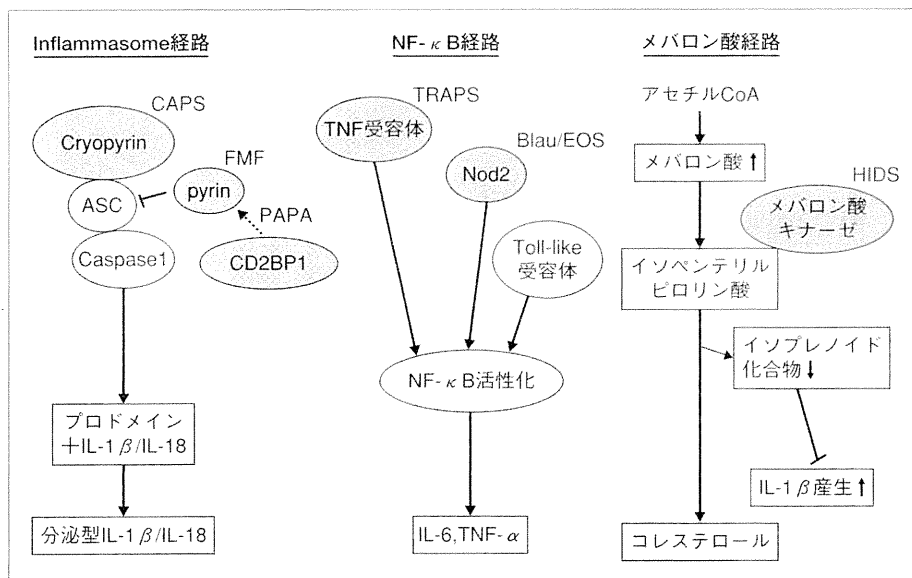 Inflammasome経路
CAPS
Cryopyrin
FMF
ASC
pyrin
PAPA
Caspase1
CD2BP1
プロドメイン
＋IL-1β/IL-18
分泌型IL-1β/IL-18
NF-κB経路
TRAPS
TNF受容体
Blau/EOS
Nod2
Toll-like
受容体
NF-κB活性化
IL-6,TNF-α
メバロン酸経路
アセチルCoA
メバロン酸↑
HIDS
メバロン酸
キナーゼ
イソペンテリル
ピロリン酸
イソプレノイド
化合物↓
IL-1β産生↑
コレステロール